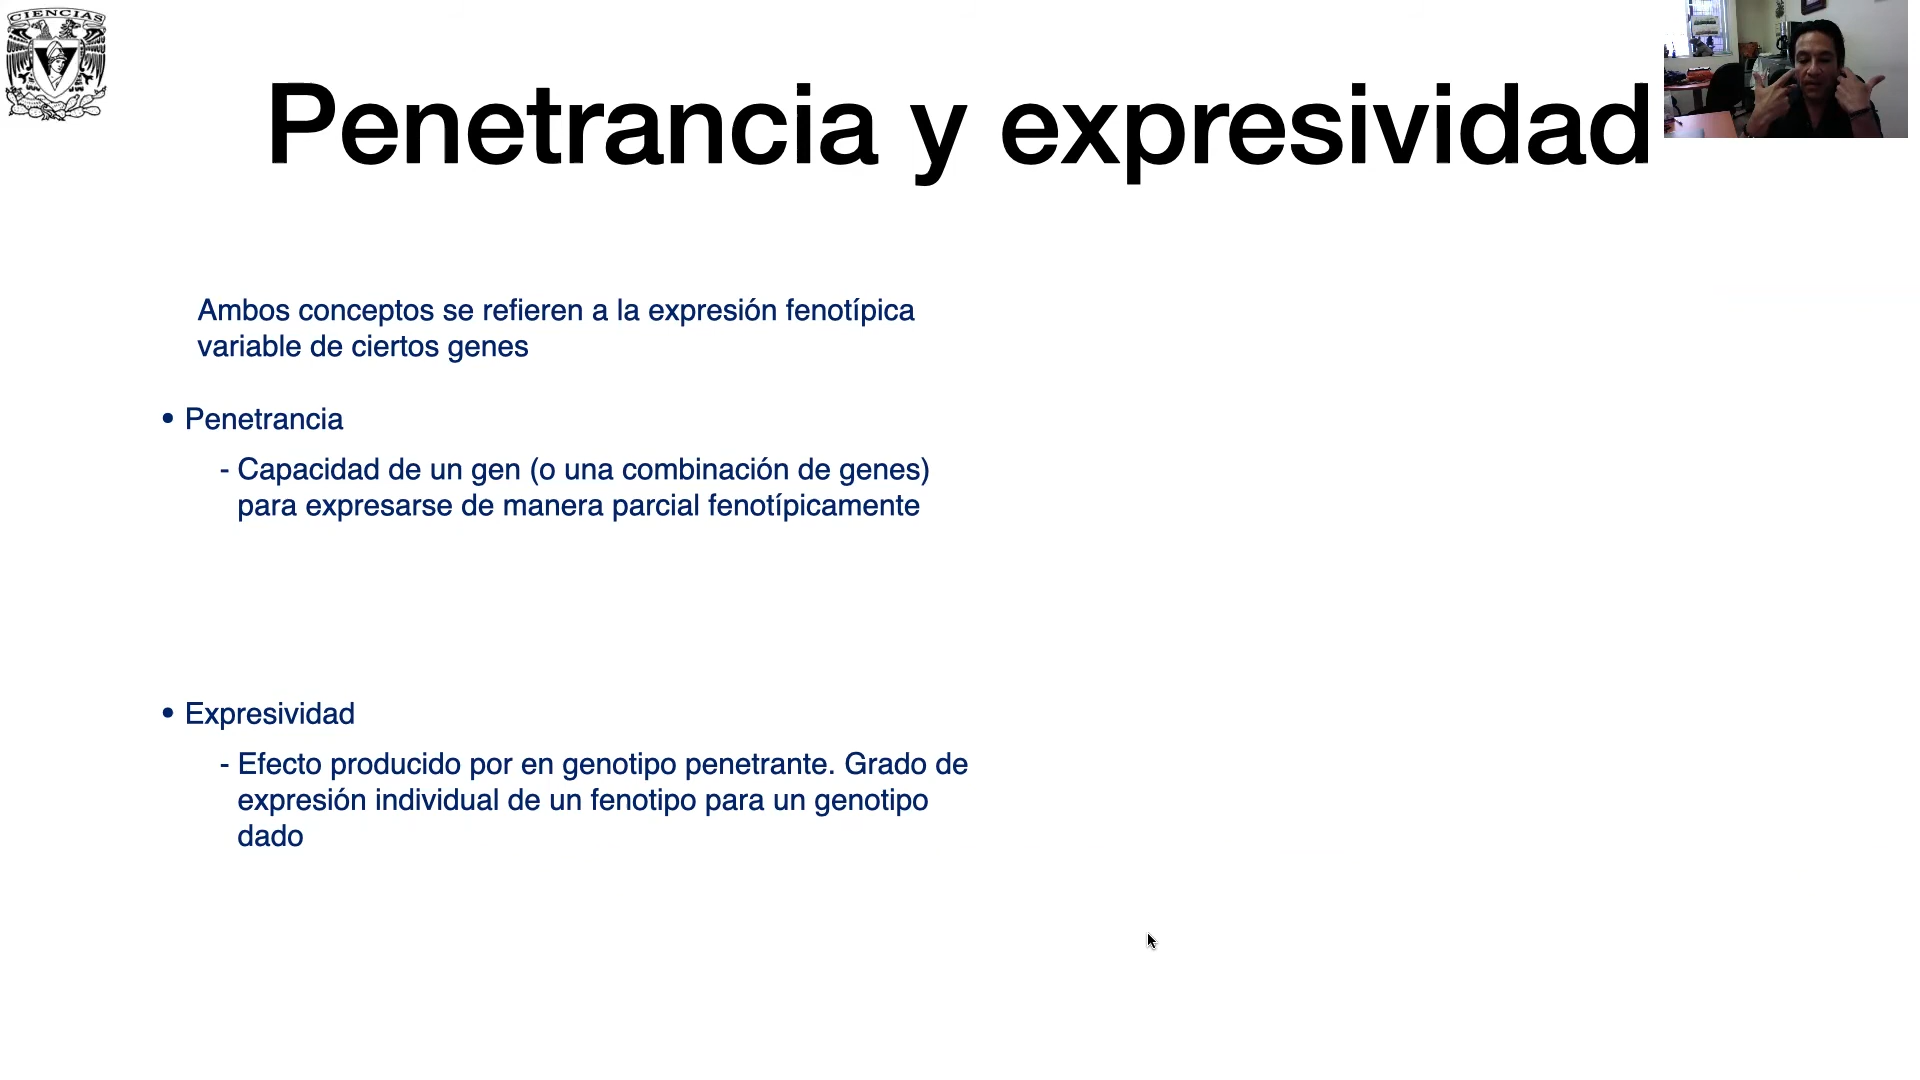 CIENCIAS
Penetrancia y expresividad
Ambos conceptos se refieren a la expresión fenotípica
variable de ciertos genes
• Penetrancia
- Capacidad de un gen (o una combinación de genes)
para expresarse de manera parcial fenotípicamente
• Expresividad
- Efecto producido por en genotipo penetrante. Grado de
expresión individual de un fenotipo para un genotipo
dado